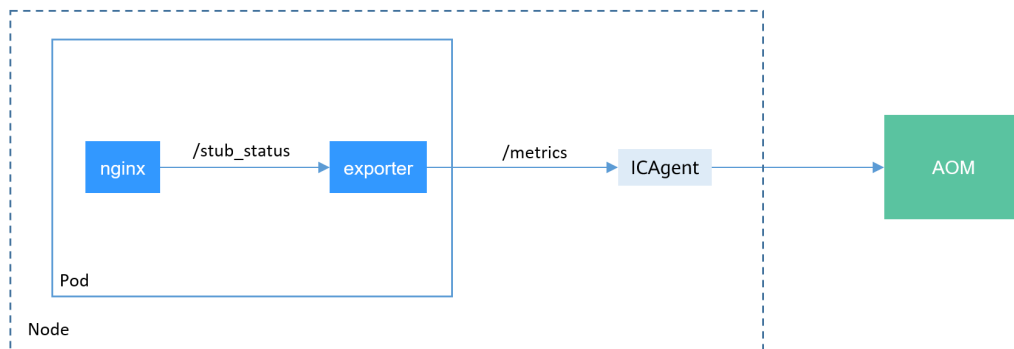 /stub_status
/metrics
nginx
exporter
ICAgent
AOM
Pod
Node